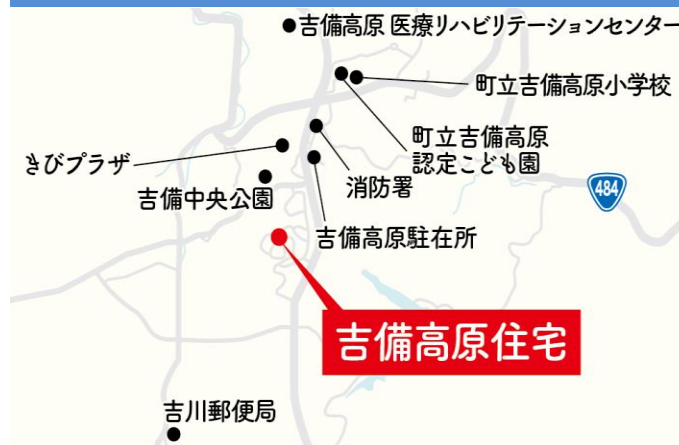 吉備高原 医療リハビリテーションセンター
町立吉備高原小学校
町立吉備高原
認定こども園
きびプラザ
消防署
吉備中央公園
484
吉備高原駐在所
吉備高原住宅
吉川郵便局